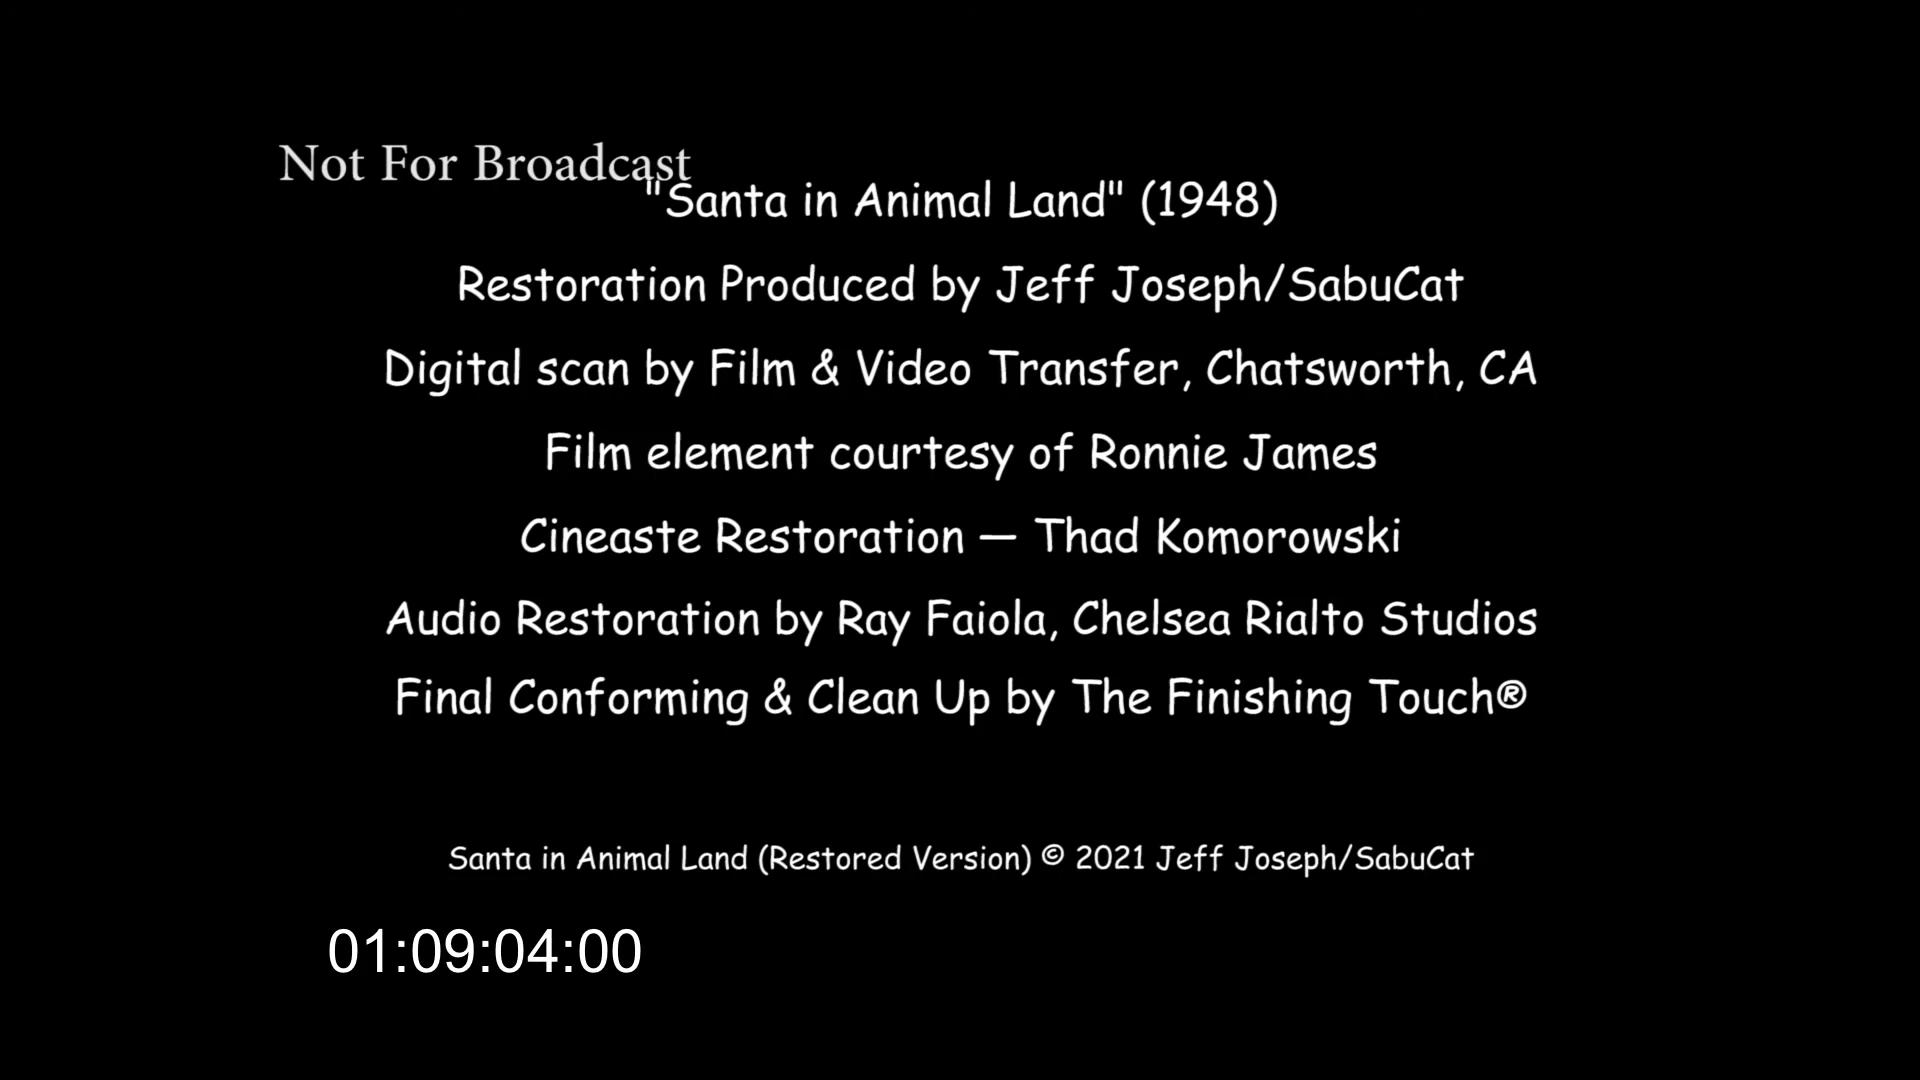 Not For Broadcast
"Santa in Animal Land" (1948)
Restoration Produced by Jeff Joseph/SabuCat
Digital scan by Film & Video Transfer, Chatsworth, CA
Film element courtesy of Ronnie James
Cineaste Restoration — Thad Komorowski
Audio Restoration by Ray Faiola, Chelsea Rialto Studios
Final Conforming & Clean Up by The Finishing Touch®
Santa in Animal Land (Restored Version) © 2021 Jeff Joseph/SabuCat
01:09:04:00